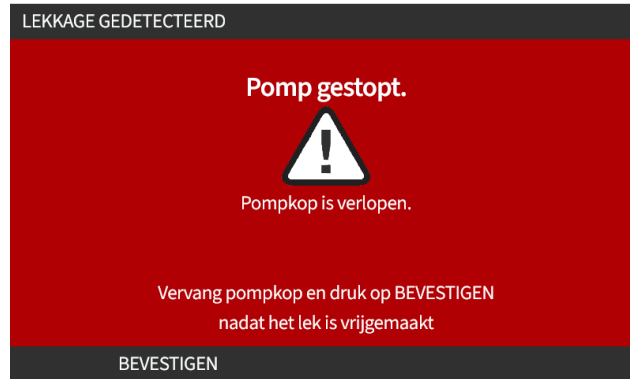 LEKKAGE GEDETECTEERD
Pomp gestopt.
!
Pompkop is verlopen.
Vervang pompkop en druk op BEVESTIGEN
nadat het lek is vrijgemaakt
BEVESTIGEN